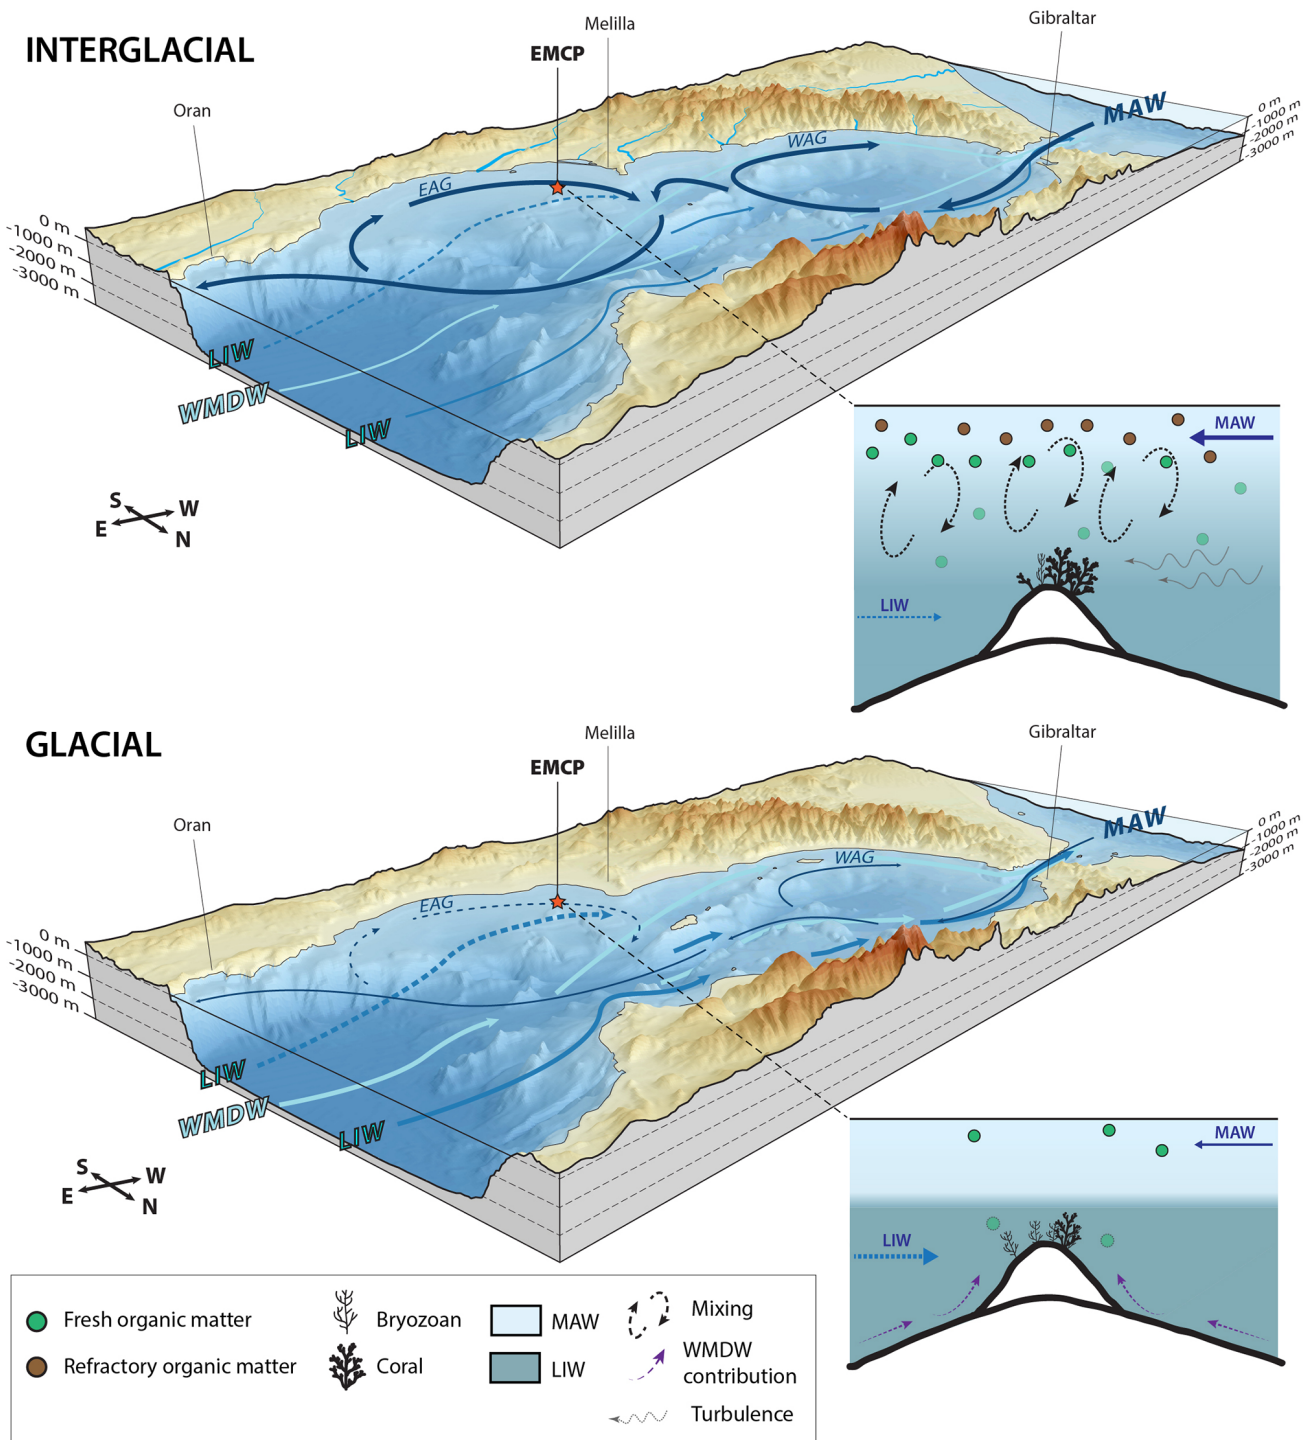 INTERGLACIAL
Melilla
Gibraltar
EMCP
Oran
MAW
WAG
EAG
0 m
-1000 m
-2000 m
-3000 m
0 m
-1000 m
-2000 m
-3000 m
LIW
WMDW
LIW
S
W
E
N
MAW
LIW
GLACIAL
Melilla
Gibraltar
EMCP
Oran
MAW
WAG
EAG
0 m
-1000 m
-2000 m
-3000 m
0 m
-1000 m
-2000 m
-3000 m
LIW
WMDW
LIW
S
W
E
N
MAW
LIW
Fresh organic matter
Bryozoan
MAW
Mixing
Refractory organic matter
Coral
LIW
WMDW
contribution
Turbulence